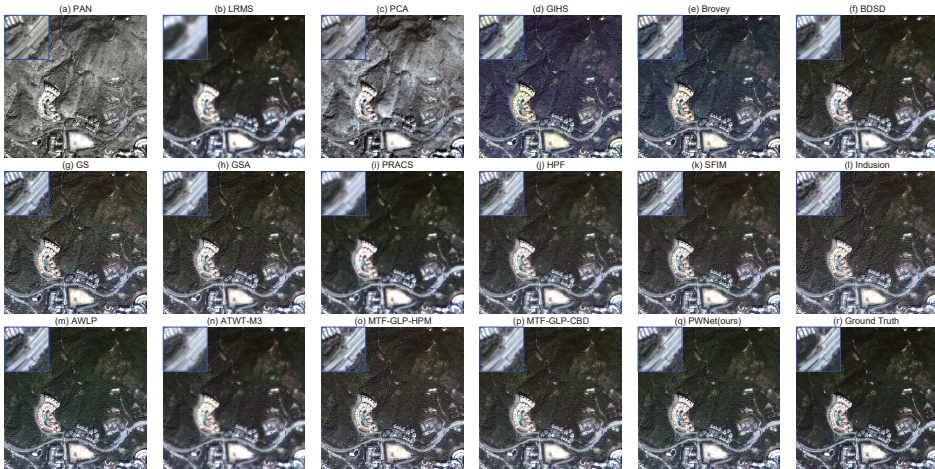 (a) PAN
(b) LRMS
(c) PCA
(d) GIHS
(e) Brovey
(f) BDSD
(g) GS
(h) GSA
(i) PRACS
(j) HPF
(k) SFIM
(l) Indusion
(m) AWLP
(n) ATWT-M3
(o) MTF-GLP-HPM
(p) MTF-GLP-CBD
(q) PWNet(ours)
(r) Ground Truth